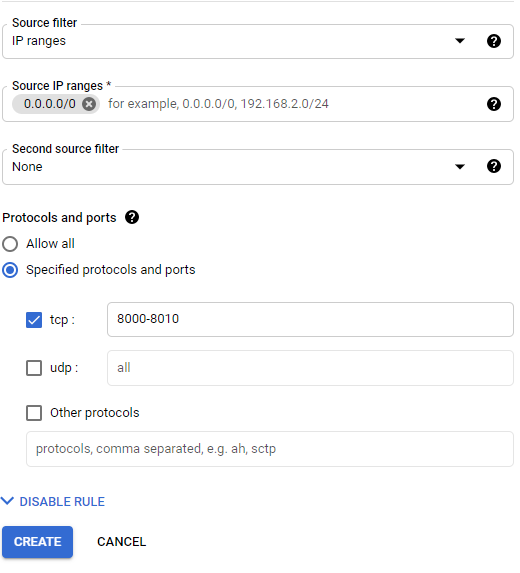 Source filter
IP ranges
Source IP ranges *
0.0.0.0/0 for example, 0.0.0.0/0, 192.168.2.0/24
Second source filter
None
Protocols and ports
Allow all
Specified protocols and ports
tcp : 8000-8010
udp : all
Other protocols
protocols, comma separated, e.g. ah, sctp
DISABLE RULE
CREATE CANCEL